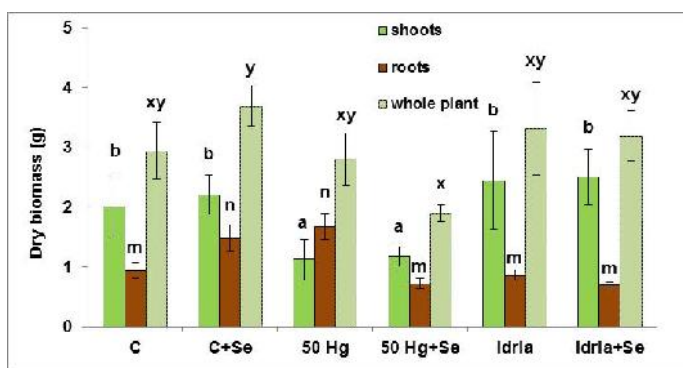 5
4
3
2
1
0
Dry biomass (g)
shoots
roots
whole plant
b
m
xy
b
n
y
a
n
xy
a
m
x
b
m
xy
b
m
xy
C
C+Se
50 Hg
50 Hg+Se
Idria
Idria+Se